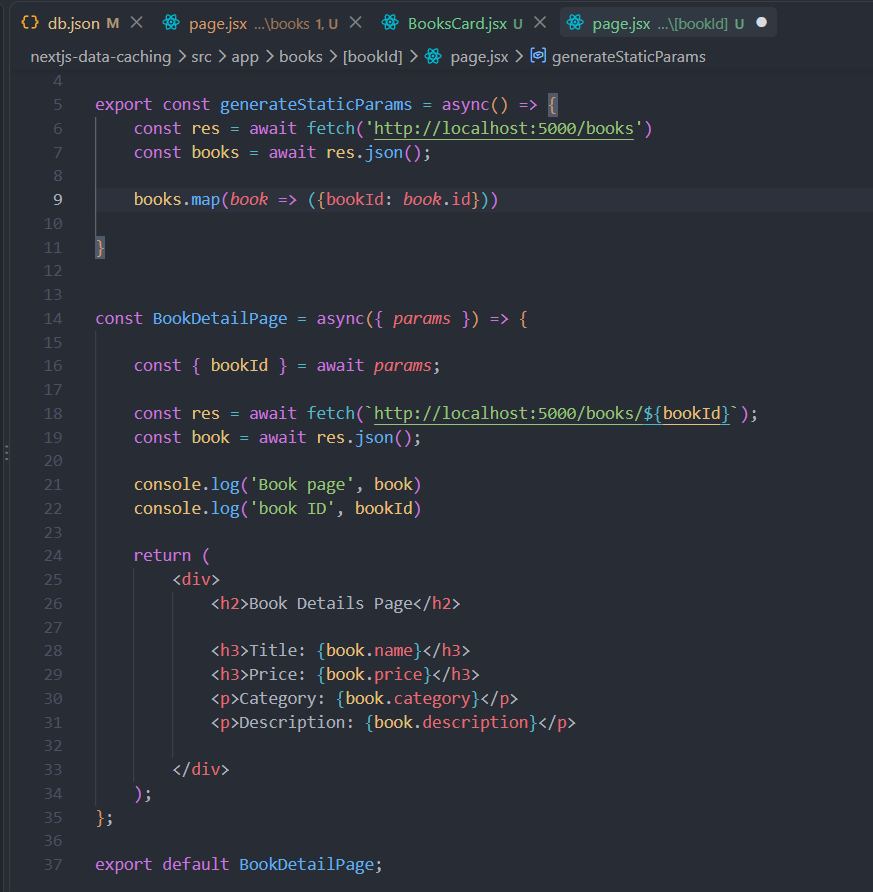 db.json M
page.jsx ...\books 1, U
BooksCard.jsx U
page.jsx ...\[bookId] U
nextjs-data-caching > src > app > books > [bookId] > page.jsx > generateStaticParams
4
5 export const generateStaticParams = async() => {
6 const res = await fetch('http://localhost:5000/books')
7 const books = await res.json();
8
9 books.map(book => ({bookId: book.id}))
10
11 }
12
13
14 const BookDetailPage = async({ params }) => {
15
16 const { bookId } = await params;
17
18 const res = await fetch(`http://localhost:5000/books/${bookId}`);
19 const book = await res.json();
20
21 console.log('Book page', book)
22 console.log('book ID', bookId)
23
24 return (
25 <div>
26 <h2>Book Details Page</h2>
27
28 <h3>Title: {book.name}</h3>
29 <h3>Price: {book.price}</h3>
30 <p>Category: {book.category}</p>
31 <p>Description: {book.description}</p>
32
33 </div>
34 );
35 };
36
37 export default BookDetailPage;